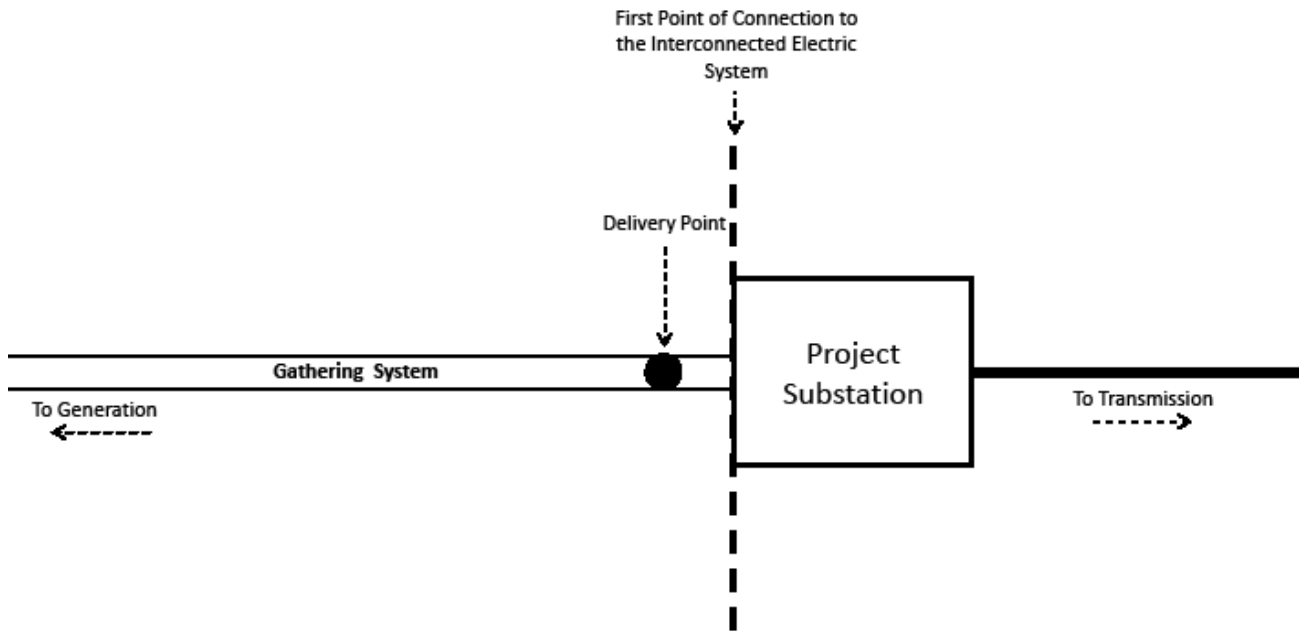 First Point of Connection to
the Interconnected Electric
System
Delivery Point
Project
Substation
Gathering System
To Generation
To Transmission